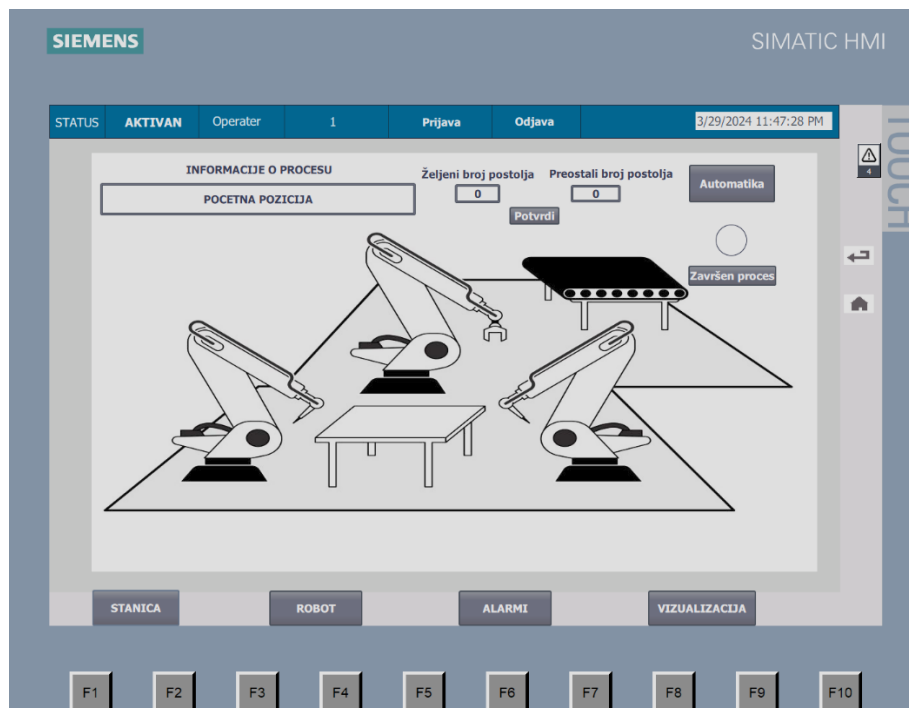 SIEMENS
SIMATIC HMI
TOUCH
STATUS AKTIVAN Operater 1 Prijava Odjava 3/29/2024 11:47:28 PM
4
INFORMACIJE O PROCESU
POCETNA POZICIJA
Željeni broj postolja Preostali broj postolja
0 0
Potvrdi
Automatika
Završen proces
STANICA ROBOT ALARMI VIZUALIZACIJA
F1 F2 F3 F4 F5 F6 F7 F8 F9 F10